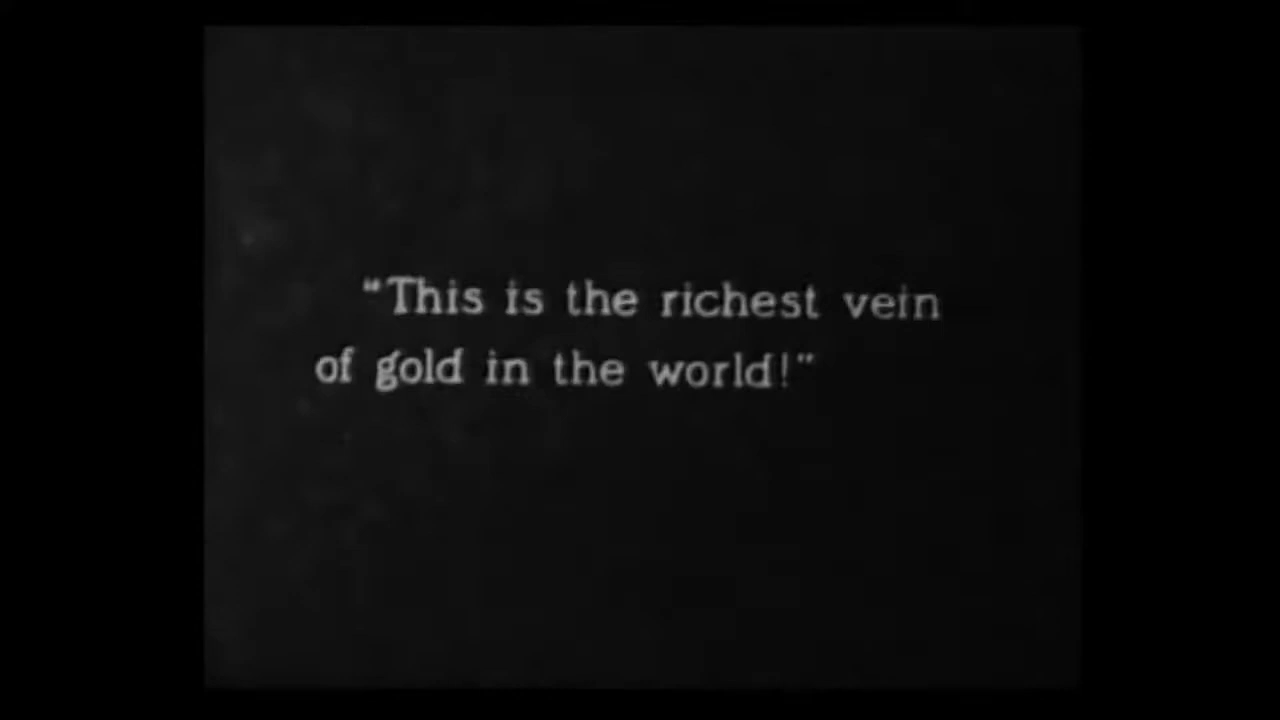 “This is the richest vein
of gold in the world!”